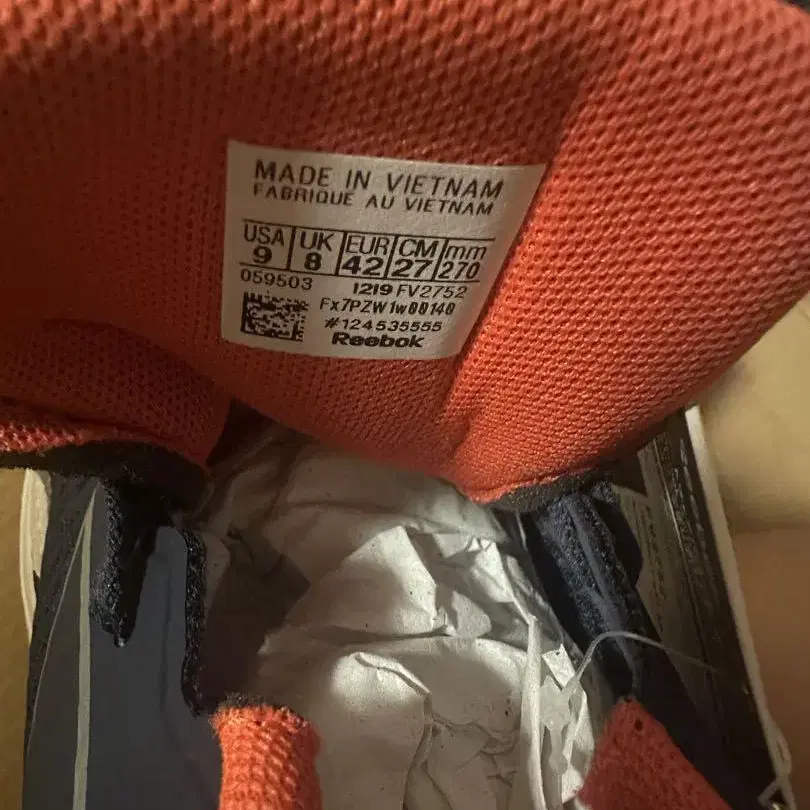 MADE IN VIETNAM
FABRIQUE AU VIETNAM
USA UK EUR CM mm
9 8 42 27 270
059503 1219 FV2752
Fx7PZW1w00140
#124535555
Reebok